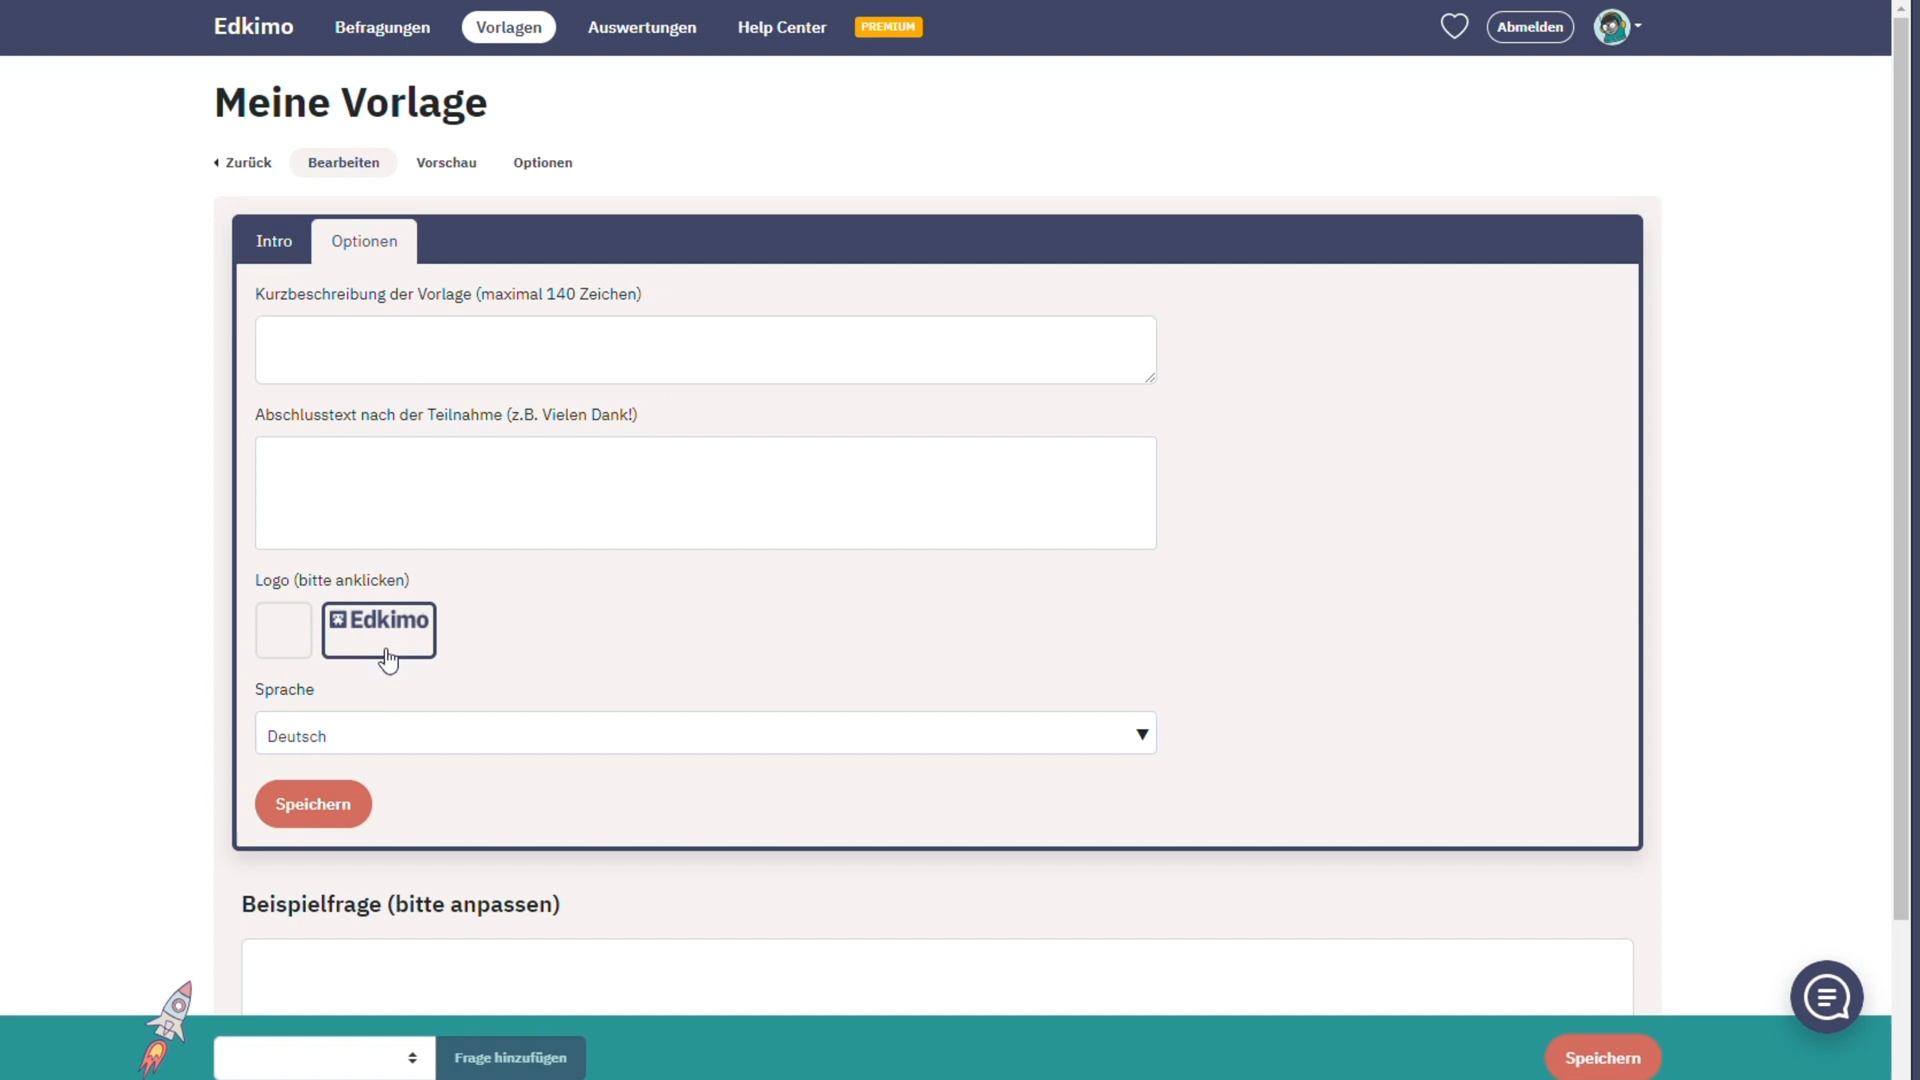 Edkimo Befragungen Vorlagen Auswertungen Help Center PREMIUM Abmelden
Meine Vorlage
Zurück Bearbeiten Vorschau Optionen
Intro Optionen
Kurzbeschreibung der Vorlage (maximal 140 Zeichen)
Abschlusstext nach der Teilnahme (z.B. Vielen Dank!)
Logo (bitte anklicken)
Edkimo
Sprache
Deutsch
Speichern
Beispielfrage (bitte anpassen)
Frage hinzufügen Speichern